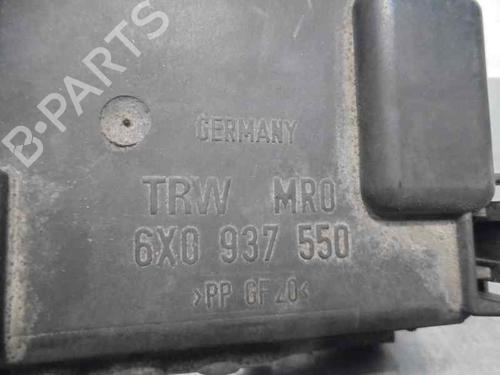 B-PARTS
GERMANY
TRW MRO
6X0 937 550
>PP GF20<